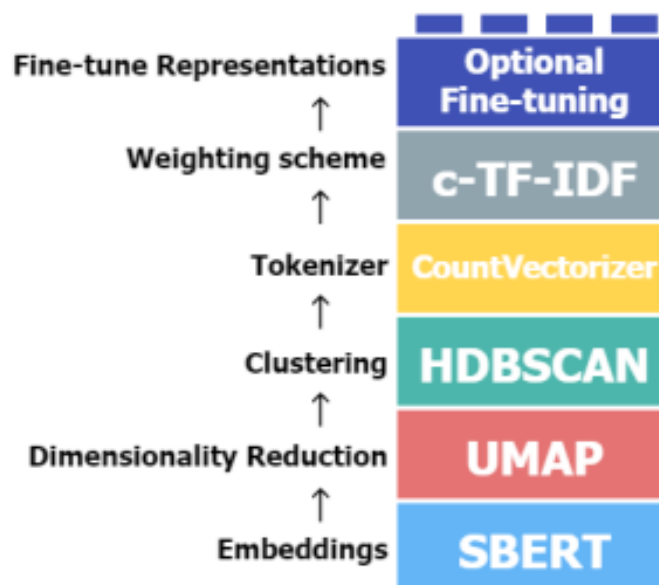 Fine-tune Representations
Optional
Fine-tuning
↑
Weighting scheme
c-TF-IDF
↑
Tokenizer
CountVectorizer
↑
Clustering
HDBSCAN
↑
Dimensionality Reduction
UMAP
↑
Embeddings
SBERT